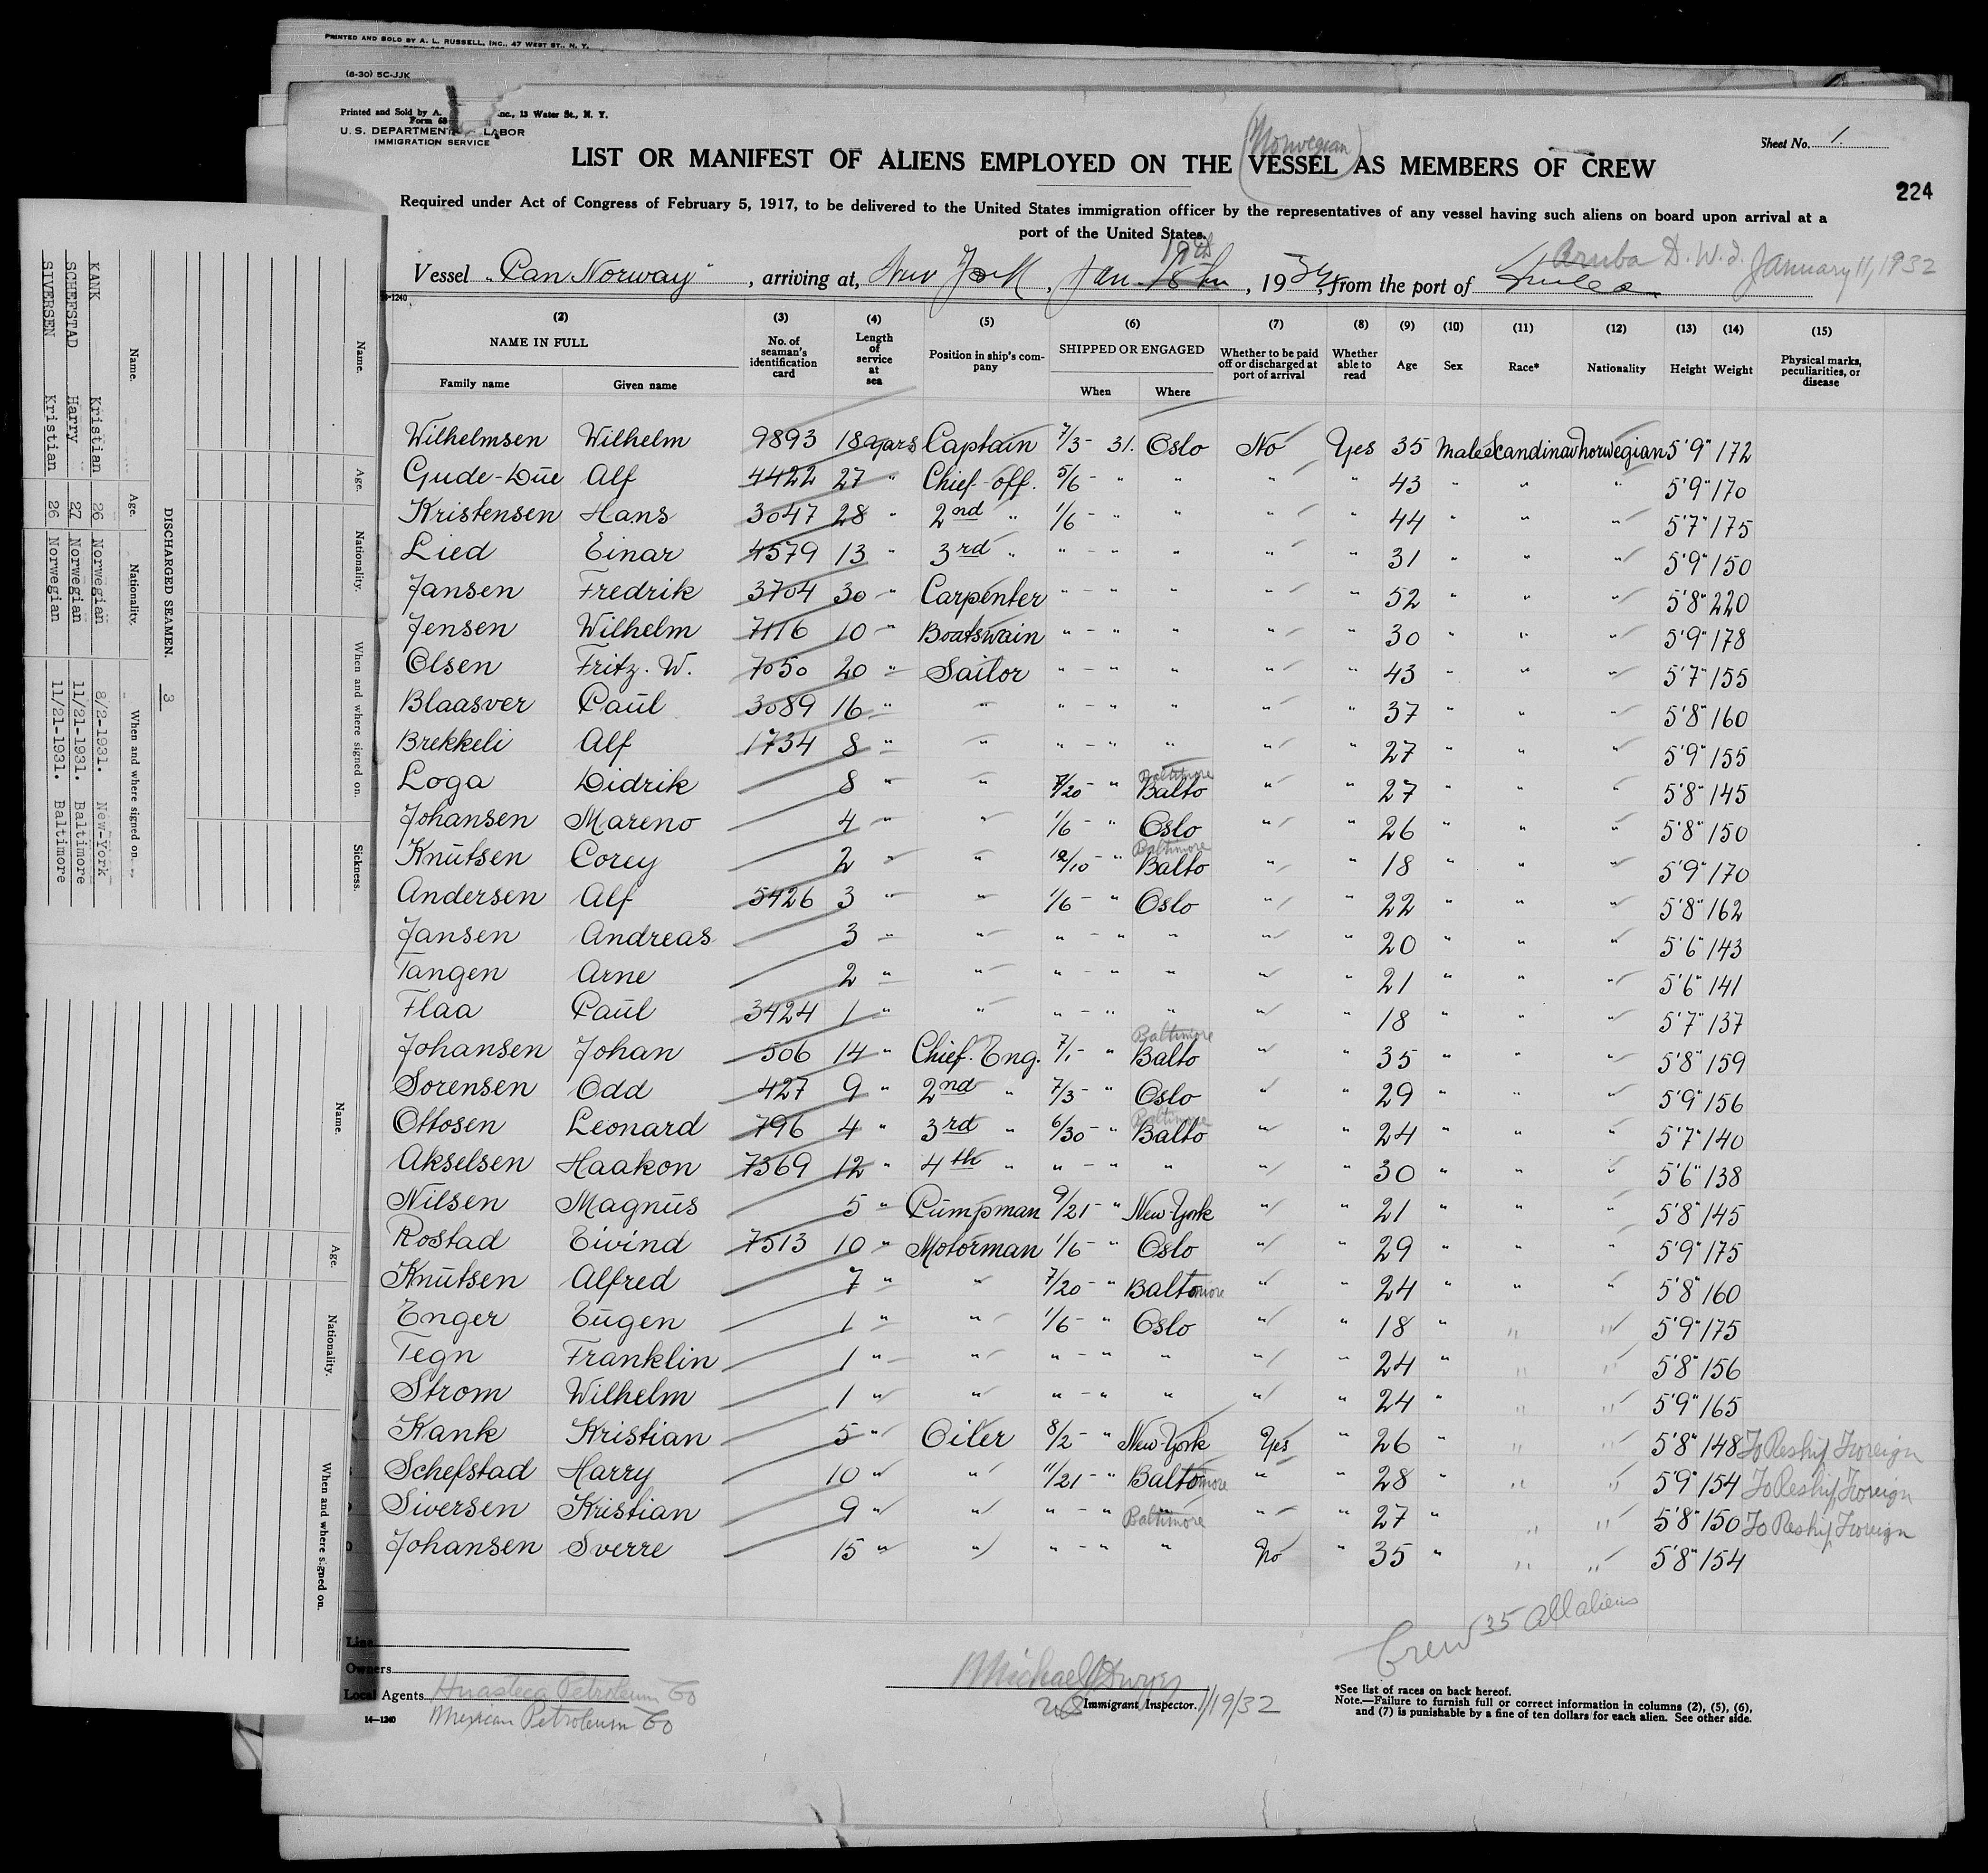 PRINTED AND SOLD BY A. L. RUSSELL, INC., 47 WEST ST., N. Y.
(8-30) 5C-JJK
Printed and Sold by A. Inc., 13 Water St., N. Y.
Form 68
U. S. DEPARTMENT LABOR
IMMIGRATION SERVICE
Sheet No. 1.
(Norwegian)
LIST OR MANIFEST OF ALIENS EMPLOYED ON THE VESSEL AS MEMBERS OF CREW
224
Required under Act of Congress of February 5, 1917, to be delivered to the United States immigration officer by the representatives of any vessel having such aliens on board upon arrival at a
port of the United States.
19th Aruba D. W. I. January 11, 1932
Vessel "Pan Norway", arriving at, New York, Jan. 18th, 1932, from the port of
14-1240
(2) (3) (4) (5) (6) (7) (8) (9) (10) (11) (12) (13) (14) (15)
NAME IN FULL No. of seaman's identification card Length of service at sea Position in ship's company SHIPPED OR ENGAGED Whether to be paid off or discharged at port of arrival Whether able to read Age Sex Race* Nationality Height Weight Physical marks, peculiarities, or disease
Family name Given name When Where
Wilhelmsen Wilhelm 9893 18 years Captain 7/3 - 31. Oslo No Yes 35 Male Scandinav norwegian 5'9" 172
Gude-Due Alf 4422 27 " Chief-off. 5/6 - " " " " 43 " " " 5'9" 170
Kristensen Hans 3047 28 " 2nd " 1/6 - " " " " 44 " " " 5'7" 175
Lied Einar 4579 13 " 3rd " " - " " " " 31 " " " 5'9" 150
Jansen Fredrik 3704 30 " Carpenter " - " " " " 52 " " " 5'8" 220
Jensen Wilhelm 7116 10 " Boatswain " - " " " " 30 " " " 5'9" 178
Olsen Fritz. W. 7050 20 " Sailor " - " " " " 43 " " " 5'7" 155
Blaasver Paul 3089 16 " " " - " " " " 37 " " " 5'8" 160
Brekkeli Alf 1734 8 " " " - " " " " 27 " " " 5'9" 155
Baltimore
Loga Didrik 8 " " 7/20 - " Balto " " 27 " " " 5'8" 145
Johansen Mareno 4 " " 1/6 - " Oslo " " 26 " " " 5'8" 150
Baltimore
Knutsen Corey 2 " " 12/10 - " Balto " " 18 " " " 5'9" 170
Andersen Alf 5426 3 " " 1/6 - " Oslo " " 22 " " " 5'8" 162
Jansen Andreas 3 " " " - " " " " 20 " " " 5'6" 143
Tangen Arne 2 " " " - " " " " 21 " " " 5'6" 141
Flaa Paul 3424 1 " " " - " " " " 18 " " " 5'7" 137
Baltimore
Johansen Johan 506 14 " Chief. Eng. 7/1 - " Balto " " 35 " " " 5'8" 159
Sorensen Odd 427 9 " 2nd " 7/3 - " Oslo " " 29 " " " 5'9" 156
Baltimore
Ottosen Leonard 796 4 " 3rd " 6/30 - " Balto " " 24 " " " 5'7" 140
Akselsen Haakon 7369 12 " 4th " " - " " " " 30 " " " 5'6" 138
Nilsen Magnus 5 " Pumpman 9/21 - " New-York " " 21 " " " 5'8" 145
Rostad Eivind 7513 10 " Motorman 1/6 - " Oslo " " 29 " " " 5'9" 175
Knutsen Alfred 7 " " 7/20 - " Baltomore " " 24 " " " 5'8" 160
Enger Eugen 1 " " 1/6 - " Oslo " " 18 " " " 5'9" 175
Tegn Franklin 1 " " " - " " " " 24 " " " 5'8" 156
Strom Wilhelm 1 " " " - " " " " 24 " " " 5'9" 165
Kank Kristian 5 " Oiler 8/2 - " New-York Yes " 26 " " " 5'8" 148 To Reship Foreign
Schefstad Harry 10 " " 11/21 - " Baltomore " " 28 " " " 5'9" 154 To Reship Foreign
Siversen Kristian 9 " " " - " Baltimore " " 27 " " " 5'8" 150 To Reship Foreign
Johansen Sverre 15 " " " - " " No " 35 " " " 5'8" 154
Crew 35 All aliens
Line
Owners
Local Agents Huasteca Petroleum Co
Mexican Petroleum Co
14-1240
Michael J Dwyer
US Immigrant Inspector. 1/19/32
*See list of races on back hereof.
Note.—Failure to furnish full or correct information in columns (2), (5), (6),
and (7) is punishable by a fine of ten dollars for each alien. See other side.
Name. Age. Nationality. When and where signed on. Sickness.
DISCHARGED SEAMEN. 3
Name. Age. Nationality. When and where signed on.
KANK Kristian 26 Norwegian 8/2-1931. New-York
SCHEFSTAD Harry 27 Norwegian 11/21-1931. Baltimore
SIVERSEN Kristian 26 Norwegian 11/21-1931. Baltimore
Name. Age. Nationality. When and where signed on.